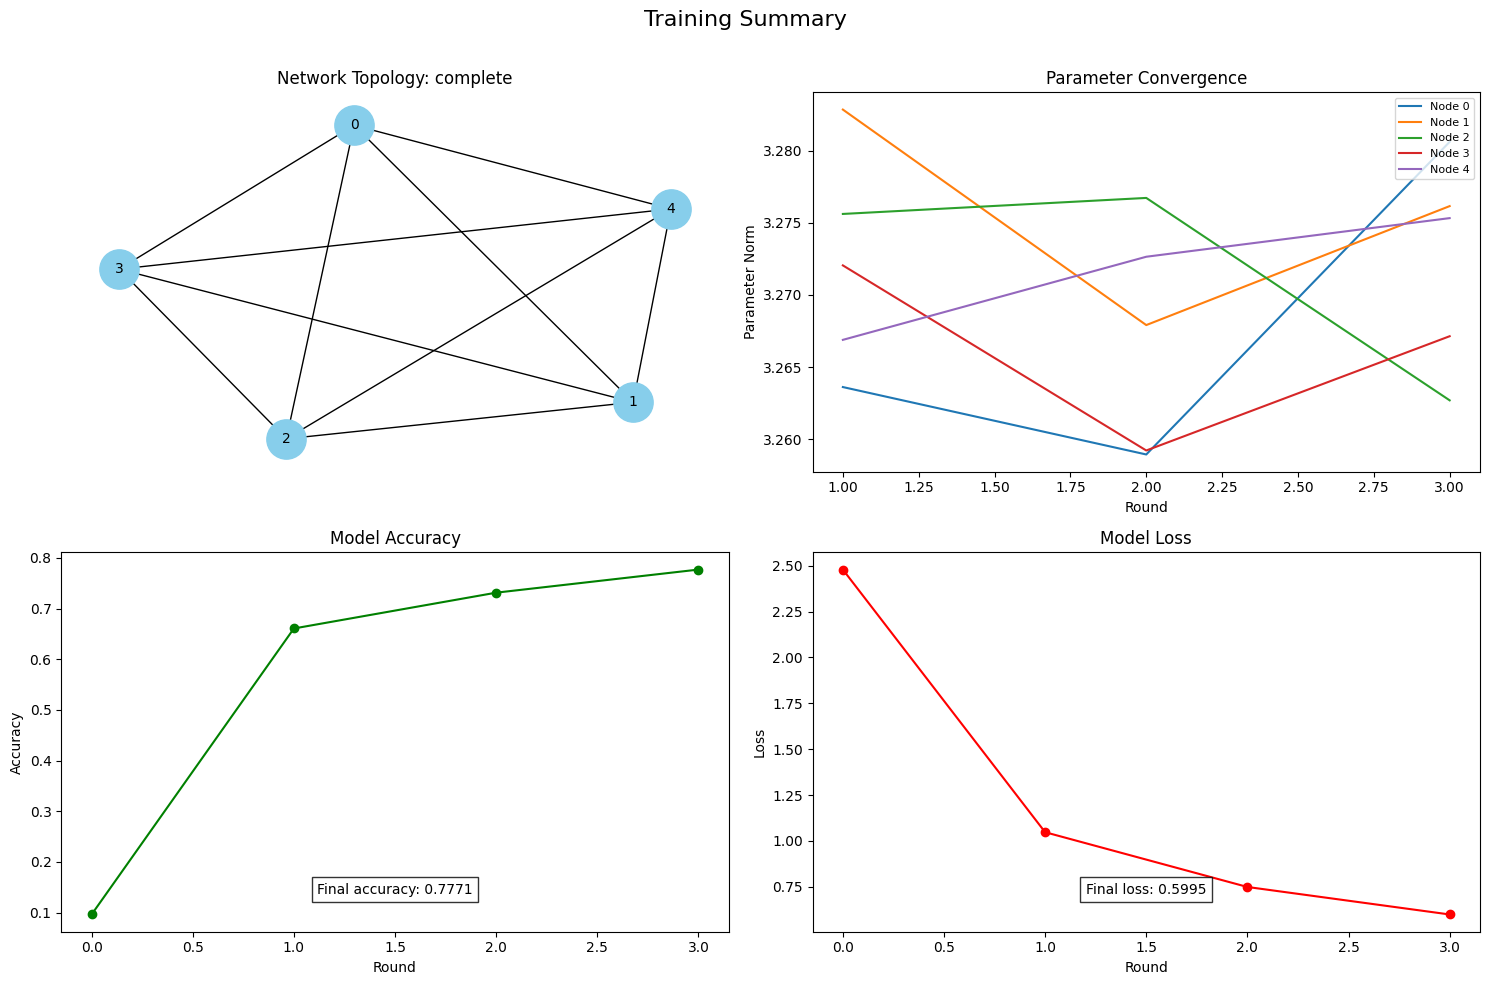 Training Summary
Network Topology: complete
0
4
3
1
2
Parameter Convergence
Node 0
Node 1
Node 2
Node 3
Node 4
Parameter Norm
3.280
3.275
3.270
3.265
3.260
1.00 1.25 1.50 1.75 2.00 2.25 2.50 2.75 3.00
Round
Model Accuracy
Accuracy
0.8
0.7
0.6
0.5
0.4
0.3
0.2
0.1
Final accuracy: 0.7771
0.0 0.5 1.0 1.5 2.0 2.5 3.0
Round
Model Loss
Loss
2.50
2.25
2.00
1.75
1.50
1.25
1.00
0.75
Final loss: 0.5995
0.0 0.5 1.0 1.5 2.0 2.5 3.0
Round